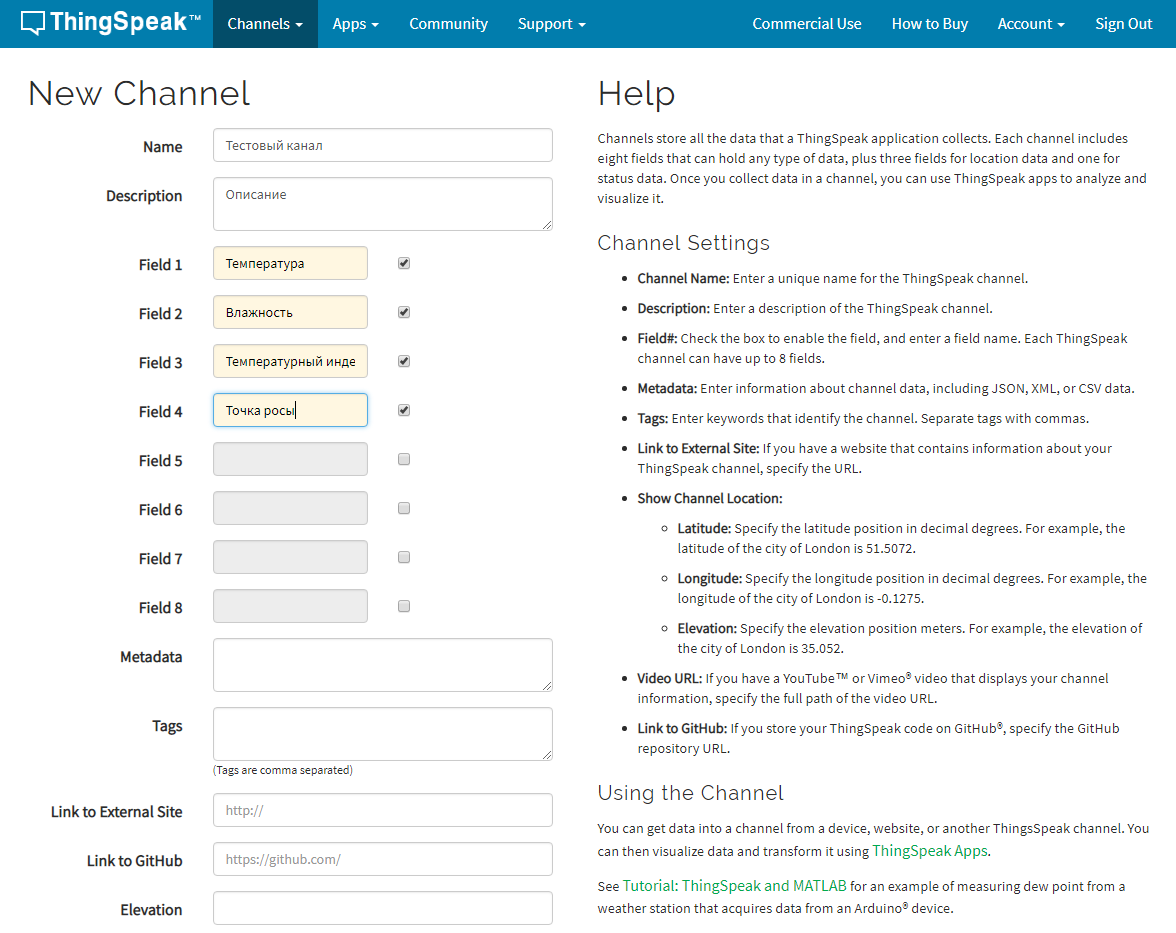 ThingSpeak™ Channels Apps Community Support Commercial Use How to Buy Account Sign Out
New Channel
Name Тестовый канал
Description Описание
Field 1 Температура
Field 2 Влажность
Field 3 Температурный инде
Field 4 Точка росы
Field 5
Field 6
Field 7
Field 8
Metadata
Tags
(Tags are comma separated)
Link to External Site http://
Link to GitHub https://github.com/
Elevation
Help
Channels store all the data that a ThingSpeak application collects. Each channel includes
eight fields that can hold any type of data, plus three fields for location data and one for
status data. Once you collect data in a channel, you can use ThingSpeak apps to analyze and
visualize it.
Channel Settings
• Channel Name: Enter a unique name for the ThingSpeak channel.
• Description: Enter a description of the ThingSpeak channel.
• Field#: Check the box to enable the field, and enter a field name. Each ThingSpeak
channel can have up to 8 fields.
• Metadata: Enter information about channel data, including JSON, XML, or CSV data.
• Tags: Enter keywords that identify the channel. Separate tags with commas.
• Link to External Site: If you have a website that contains information about your
ThingSpeak channel, specify the URL.
• Show Channel Location:
◦ Latitude: Specify the latitude position in decimal degrees. For example, the
latitude of the city of London is 51.5072.
◦ Longitude: Specify the longitude position in decimal degrees. For example, the
longitude of the city of London is -0.1275.
◦ Elevation: Specify the elevation position meters. For example, the elevation of
the city of London is 35.052.
• Video URL: If you have a YouTube™ or Vimeo® video that displays your channel
information, specify the full path of the video URL.
• Link to GitHub: If you store your ThingSpeak code on GitHub®, specify the GitHub
repository URL.
Using the Channel
You can get data into a channel from a device, website, or another ThingsSpeak channel. You
can then visualize data and transform it using ThingSpeak Apps.
See Tutorial: ThingSpeak and MATLAB for an example of measuring dew point from a
weather station that acquires data from an Arduino® device.